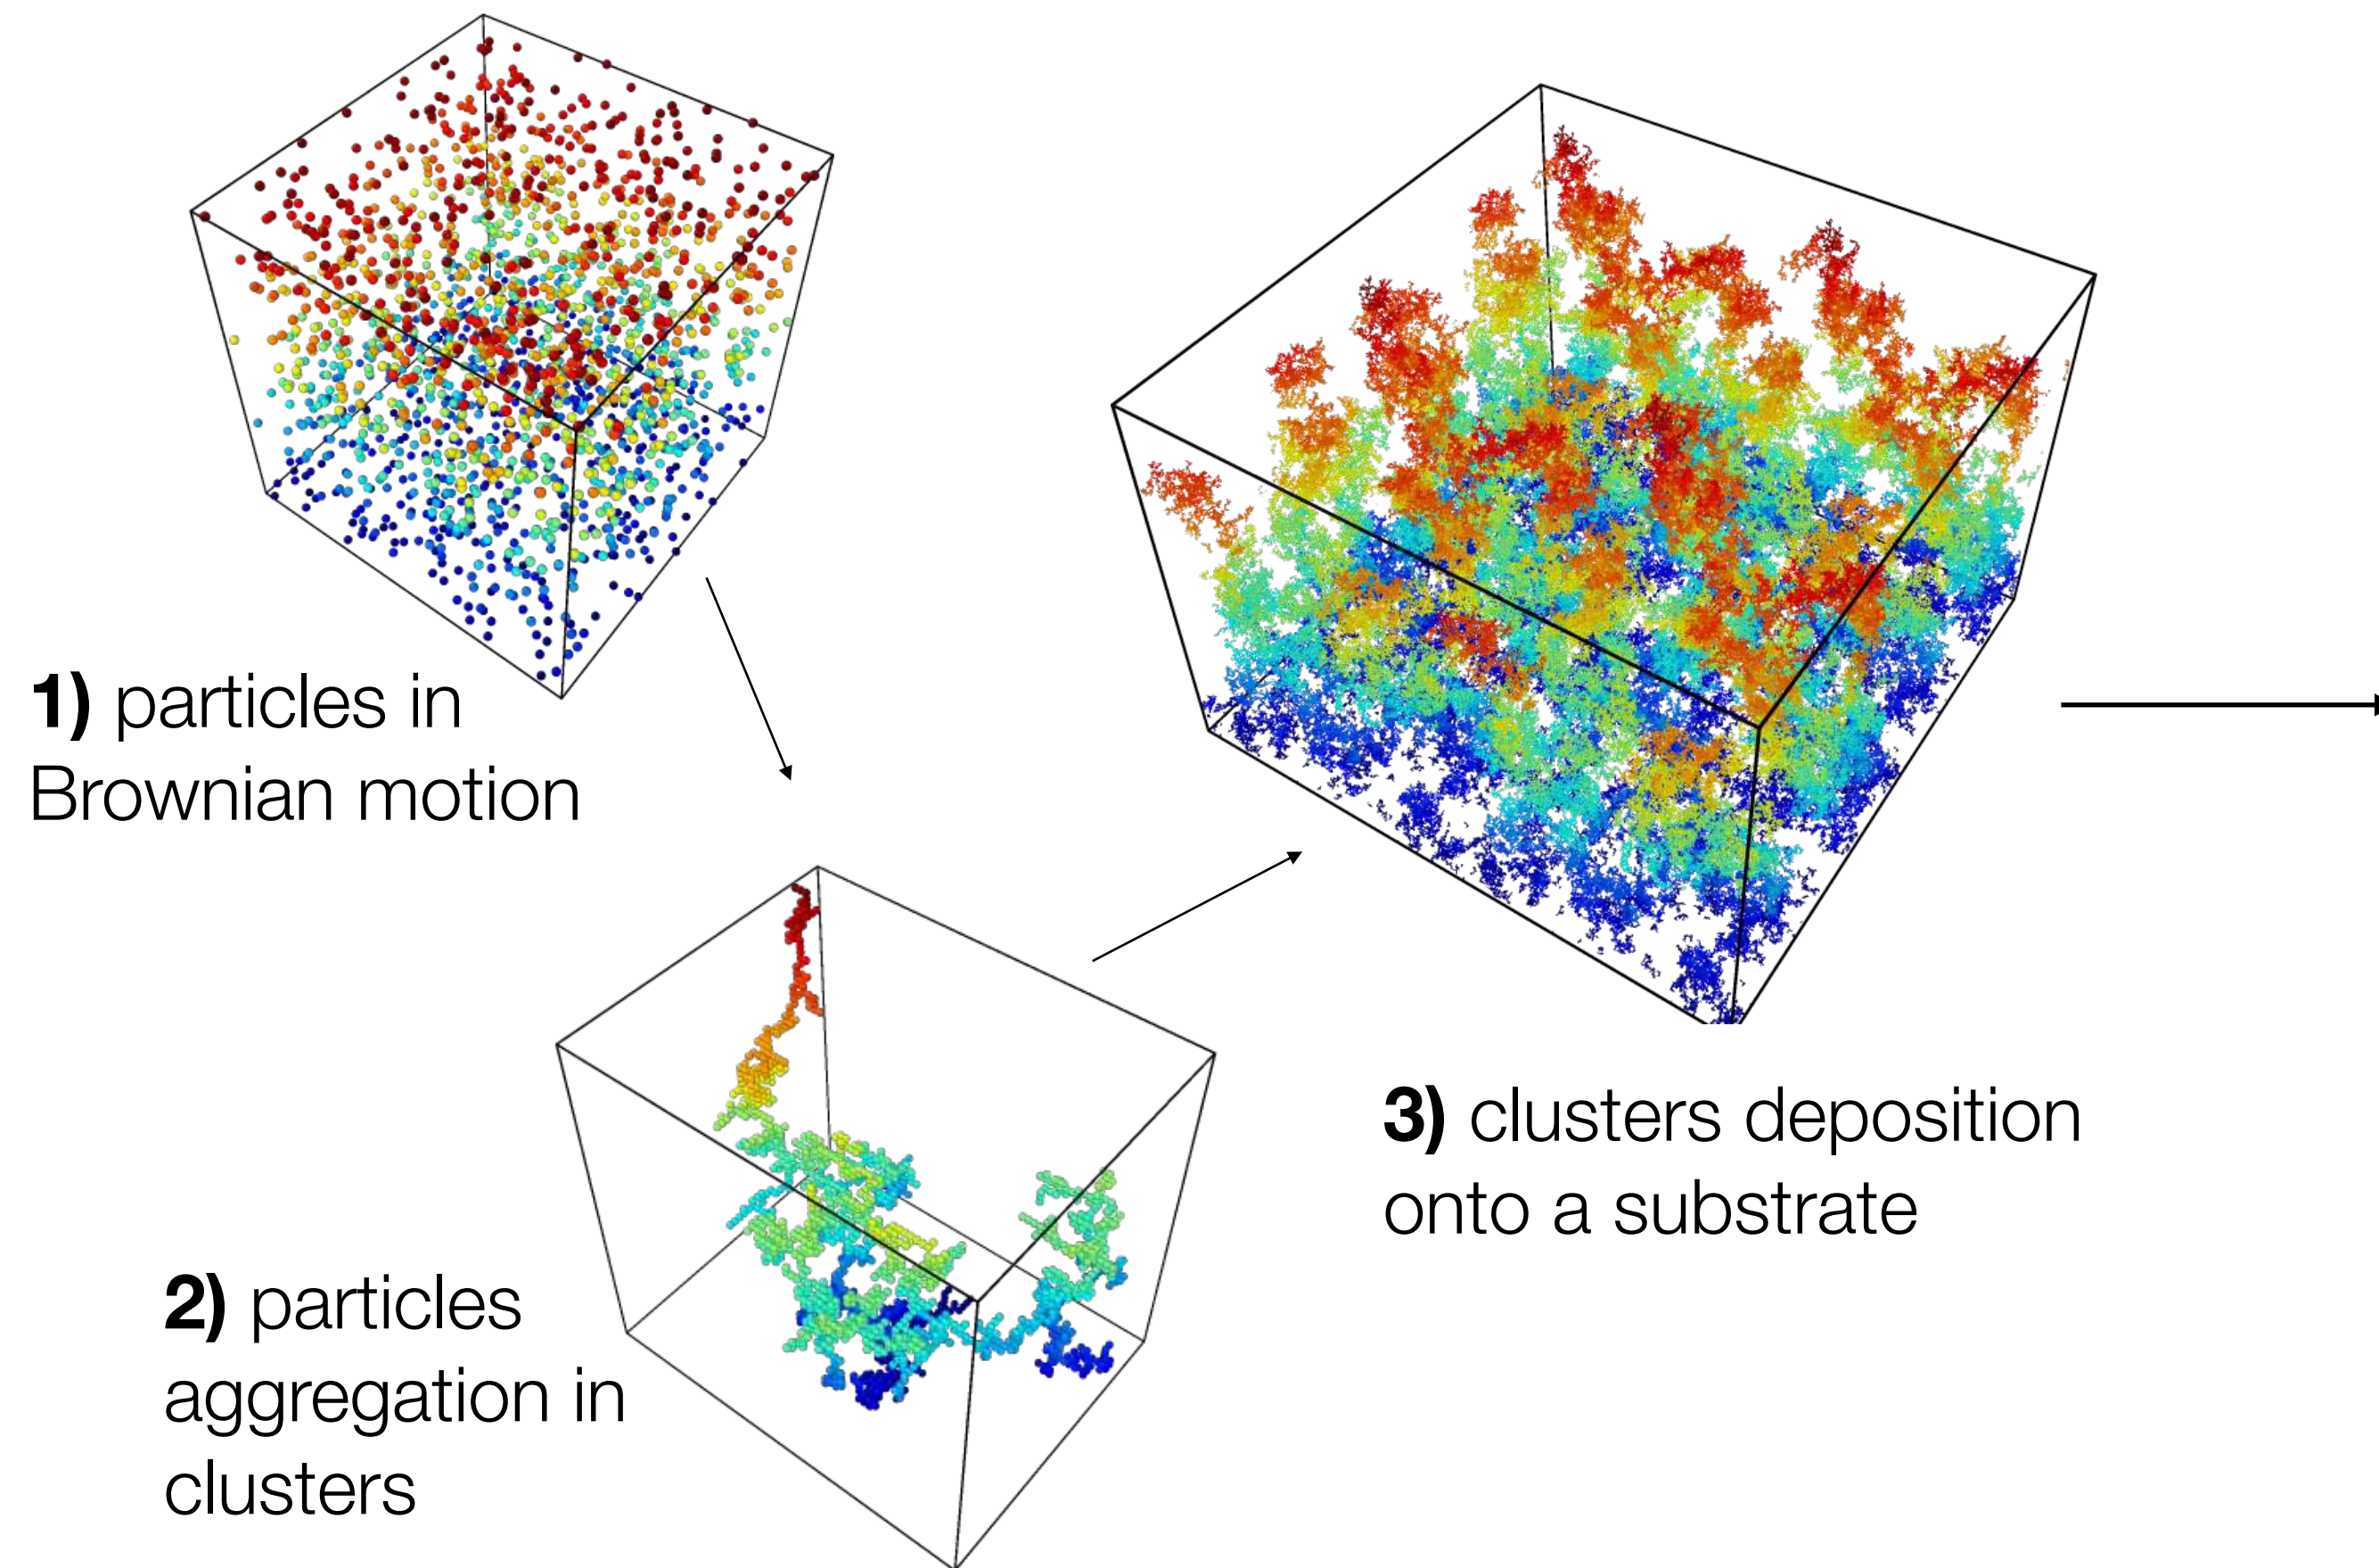 1) particles in
Brownian motion
2) particles
aggregation in
clusters
3) clusters deposition
onto a substrate